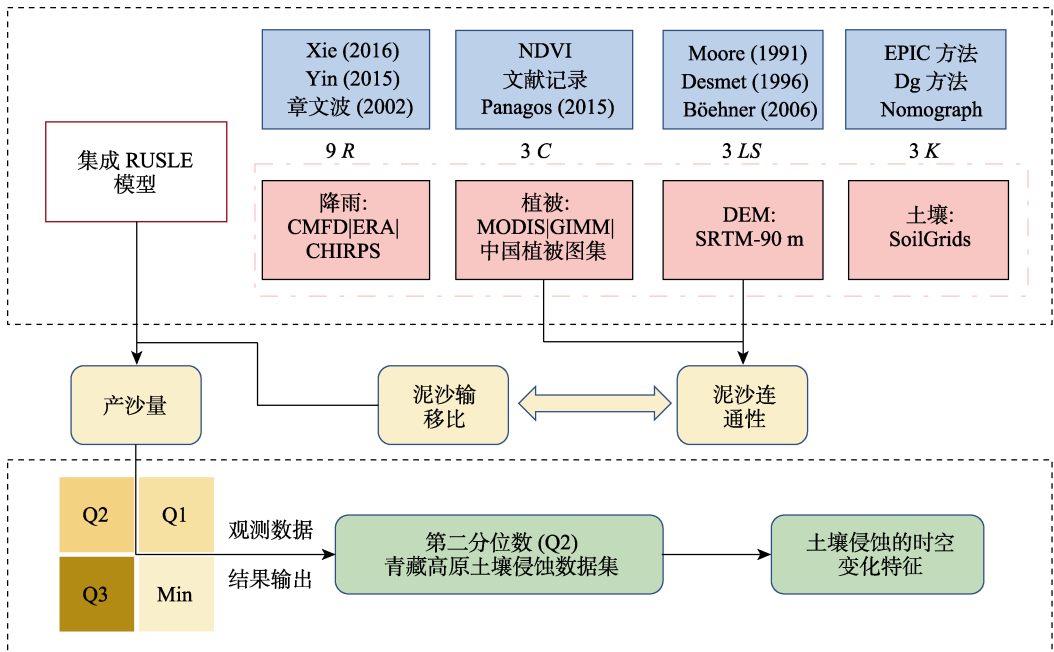 Xie (2016)
Yin (2015)
章文波 (2002)
NDVI
文献记录
Panagos (2015)
Moore (1991)
Desmet (1996)
Böehner (2006)
EPIC 方法
Dg 方法
Nomograph
集成 RUSLE
模型
9 R
3 C
3 LS
3 K
降雨:
CMFD|ERA|
CHIRPS
植被:
MODIS|GIMM|
中国植被图集
DEM:
SRTM-90 m
土壤:
SoilGrids
产沙量
泥沙输
移比
泥沙连
通性
Q2
Q1
Q3
Min
观测数据
结果输出
第二分位数 (Q2)
青藏高原土壤侵蚀数据集
土壤侵蚀的时空
变化特征